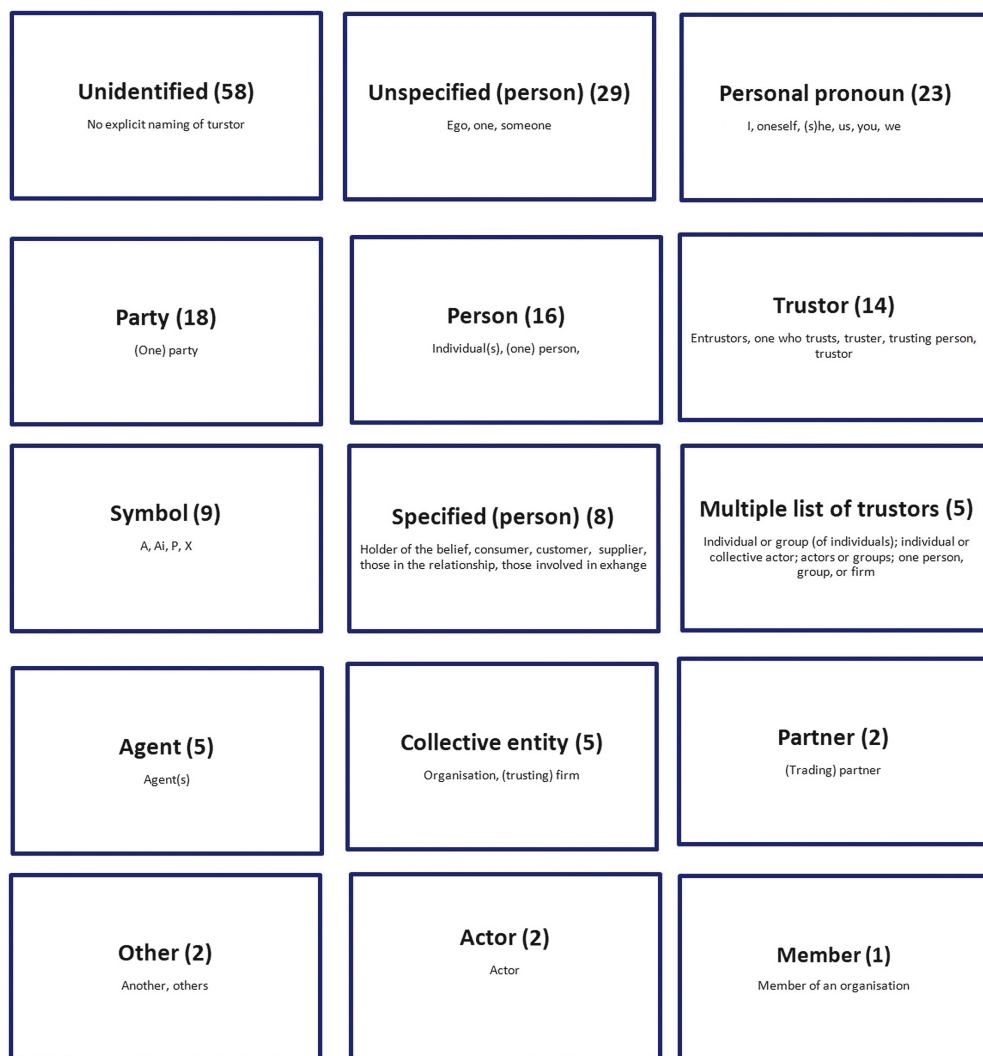 Unidentified (58)
No explicit naming of turstor
Unspecified (person) (29)
Ego, one, someone
Personal pronoun (23)
I, oneself, (s)he, us, you, we
Party (18)
(One) party
Person (16)
Individual(s), (one) person,
Trustor (14)
Entrustors, one who trusts, truster, trusting person,
trustor
Symbol (9)
A, Ai, P, X
Specified (person) (8)
Holder of the belief, consumer, customer, supplier,
those in the relationship, those involved in exhange
Multiple list of trustors (5)
Individual or group (of individuals); individual or
collective actor; actors or groups; one person,
group, or firm
Agent (5)
Agent(s)
Collective entity (5)
Organisation, (trusting) firm
Partner (2)
(Trading) partner
Other (2)
Another, others
Actor (2)
Actor
Member (1)
Member of an organisation